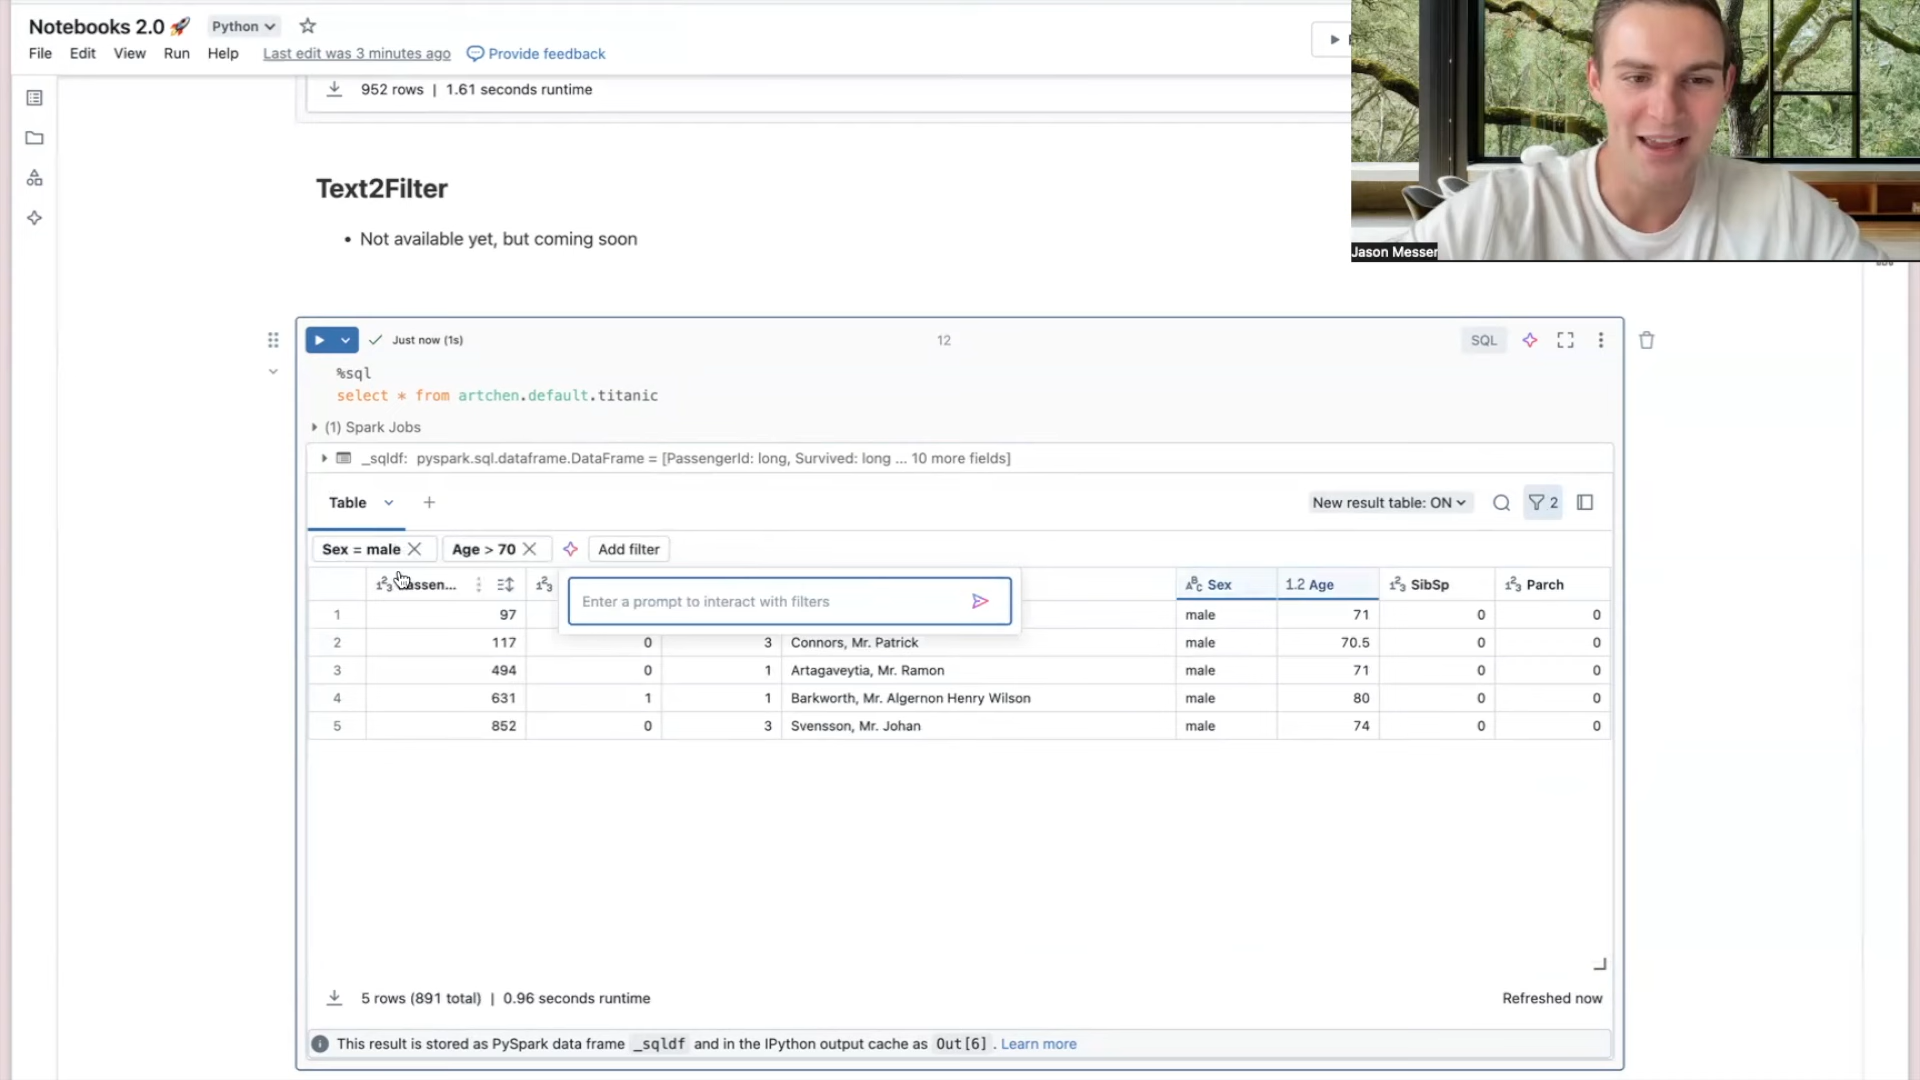 Notebooks 2.0 🚀 Python
File Edit View Run Help Last edit was 3 minutes ago Provide feedback
952 rows | 1.61 seconds runtime
Jason Messer
Text2Filter
• Not available yet, but coming soon
Just now (1s) 12 SQL
%sql
select * from artchen.default.titanic
(1) Spark Jobs
_sqldf: pyspark.sql.dataframe.DataFrame = [PassengerId: long, Survived: long ... 10 more fields]
Table + New result table: ON 2
Sex = male Age > 70 Add filter
Sex 1.2 Age SibSp Parch
Enter a prompt to interact with filters
1 97 male 71 0 0
2 117 0 3 Connors, Mr. Patrick male 70.5 0 0
3 494 0 1 Artagaveytia, Mr. Ramon male 71 0 0
4 631 1 1 Barkworth, Mr. Algernon Henry Wilson male 80 0 0
5 852 0 3 Svensson, Mr. Johan male 74 0 0
5 rows (891 total) | 0.96 seconds runtime Refreshed now
This result is stored as PySpark data frame _sqldf and in the IPython output cache as Out[6] . Learn more